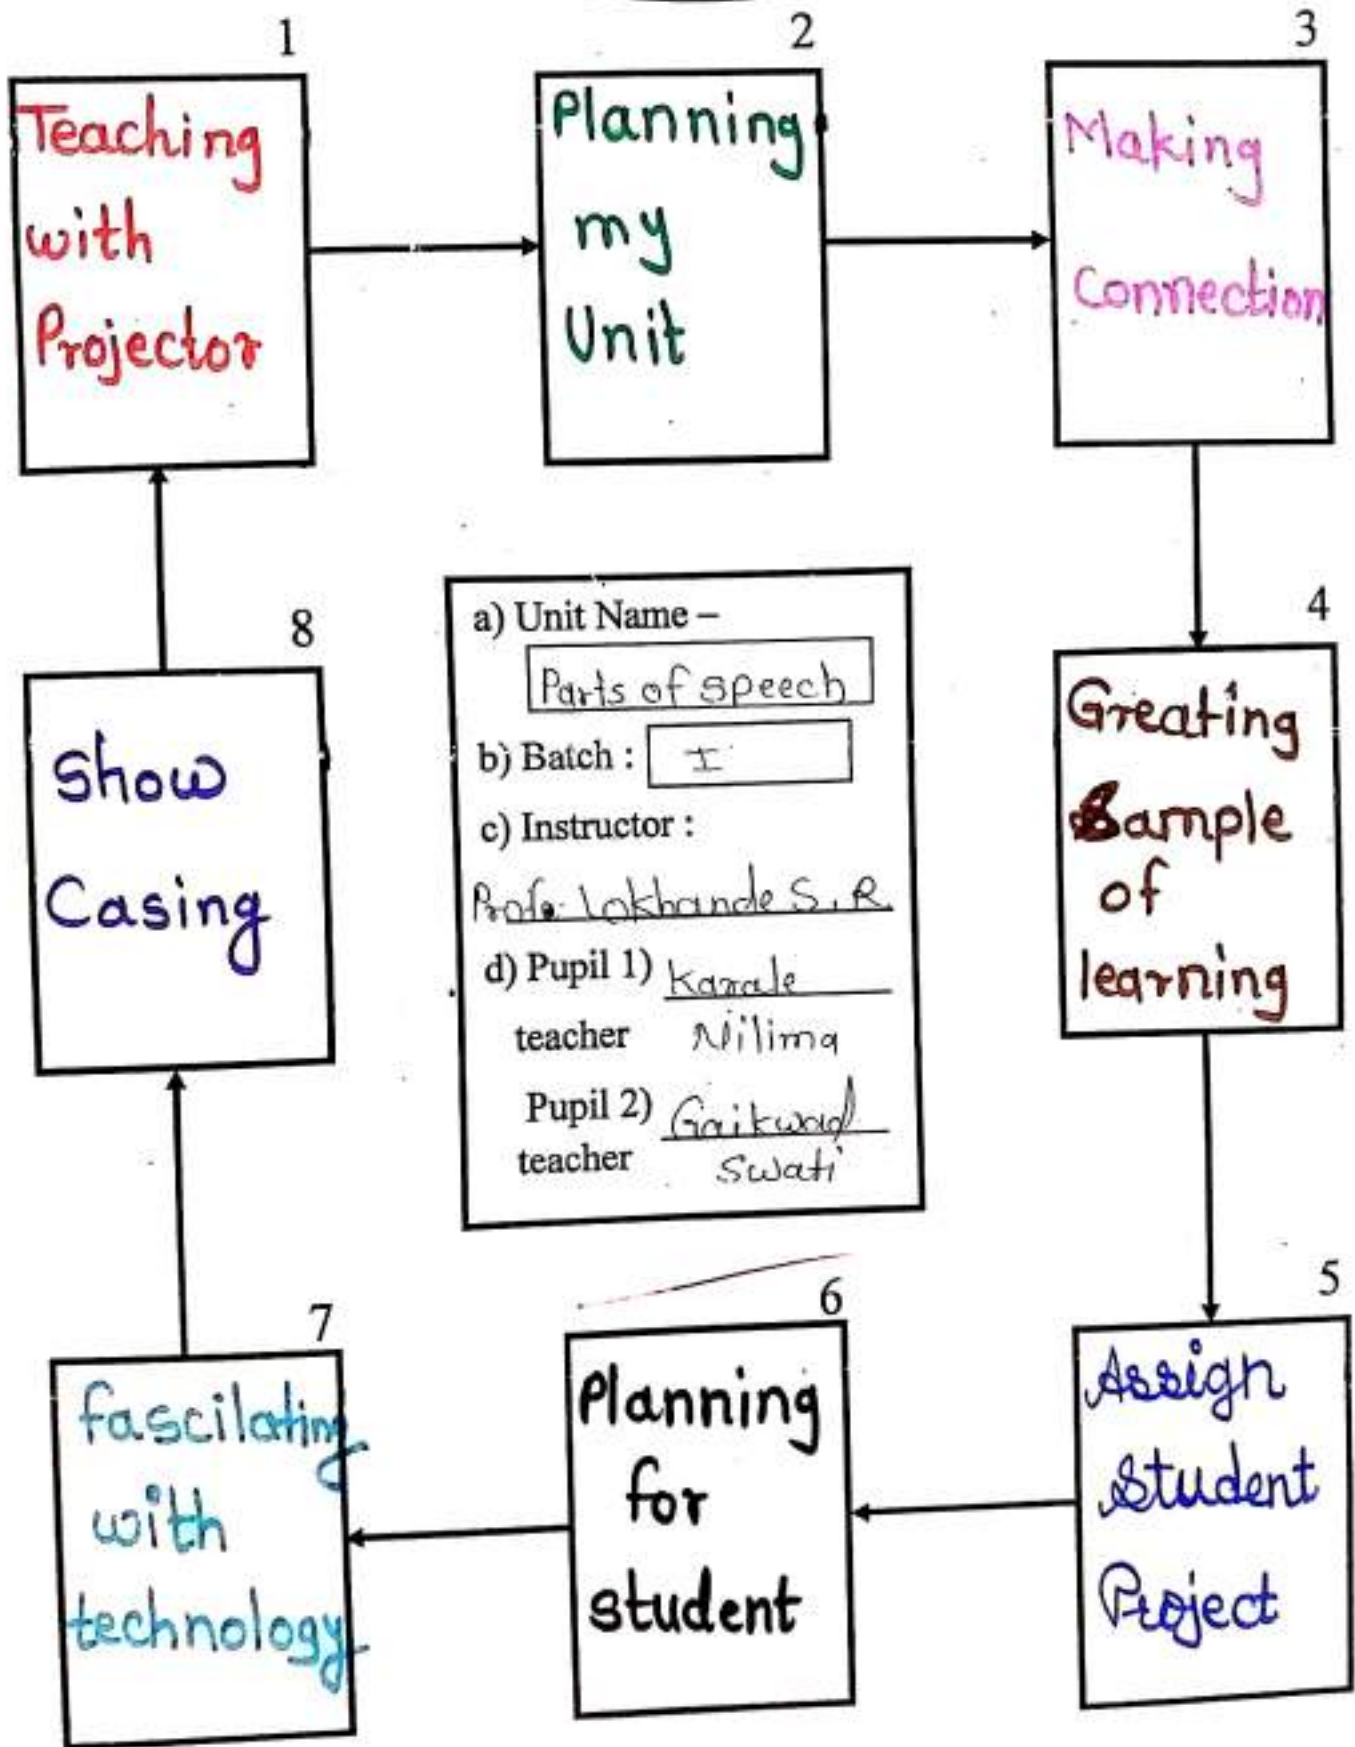 1
Teaching
with
Projector
2
Planning
my
Unit
3
Making
Connection
4
Greating
Sample
of
learning
5
Assign
Student
Project
6
Planning
for
student
7
fascilating
with
technology
8
Show
Casing
a) Unit Name –
Parts of speech
b) Batch : I
c) Instructor :
Prof. Lokhande S. R.
d) Pupil 1) Karale
teacher Nilima
Pupil 2) Gaikwad
teacher Swati